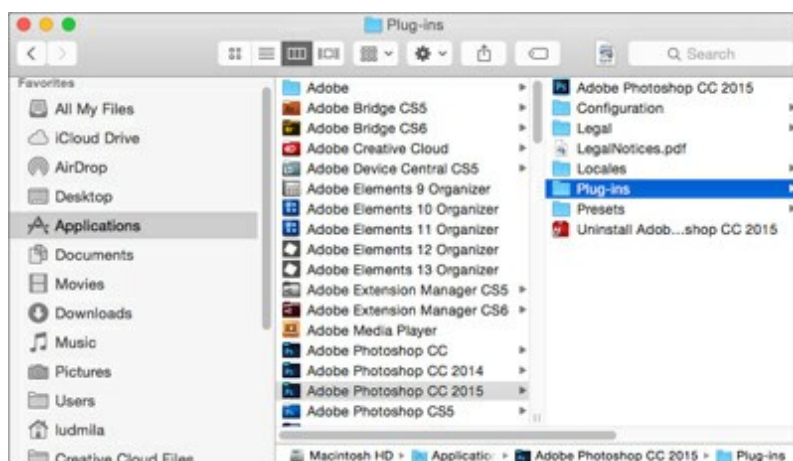 Plug-ins
Search
Favorites
All My Files
iCloud Drive
AirDrop
Desktop
Applications
Documents
Movies
Downloads
Music
Pictures
Users
ludmila
Creative Cloud Files
Adobe
Adobe Bridge CS5
Adobe Bridge CS6
Adobe Creative Cloud
Adobe Device Central CS5
Adobe Elements 9 Organizer
Adobe Elements 10 Organizer
Adobe Elements 11 Organizer
Adobe Elements 12 Organizer
Adobe Elements 13 Organizer
Adobe Extension Manager CS5
Adobe Extension Manager CS6
Adobe Media Player
Adobe Photoshop CC
Adobe Photoshop CC 2014
Adobe Photoshop CC 2015
Adobe Photoshop CS5
Adobe Photoshop CC 2015
Configuration
Legal
LegalNotices.pdf
Locales
Plug-ins
Presets
Uninstall Adob...shop CC 2015
Macintosh HD Applicatio Adobe Photoshop CC 2015 Plug-ins